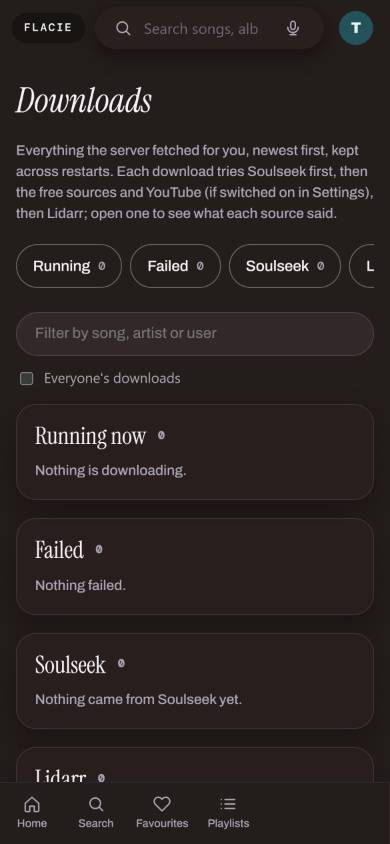 FLACIE
Search songs, alb
T
Downloads
Everything the server fetched for you, newest first, kept
across restarts. Each download tries Soulseek first, then
the free sources and YouTube (if switched on in Settings),
then Lidarr; open one to see what each source said.
Running 0
Failed 0
Soulseek 0
L
Filter by song, artist or user
Everyone's downloads
Running now 0
Nothing is downloading.
Failed 0
Nothing failed.
Soulseek 0
Nothing came from Soulseek yet.
Lidarr 0
Home
Search
Favourites
Playlists